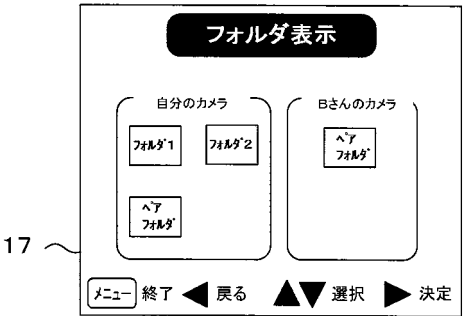 フォルダ表示
自分のカメラ
Bさんのカメラ
フォルダ1
フォルダ2
ペア
フォルダ
ペア
フォルダ
17
メニュー 終了 ◀ 戻る ▲▼ 選択 ▶ 決定